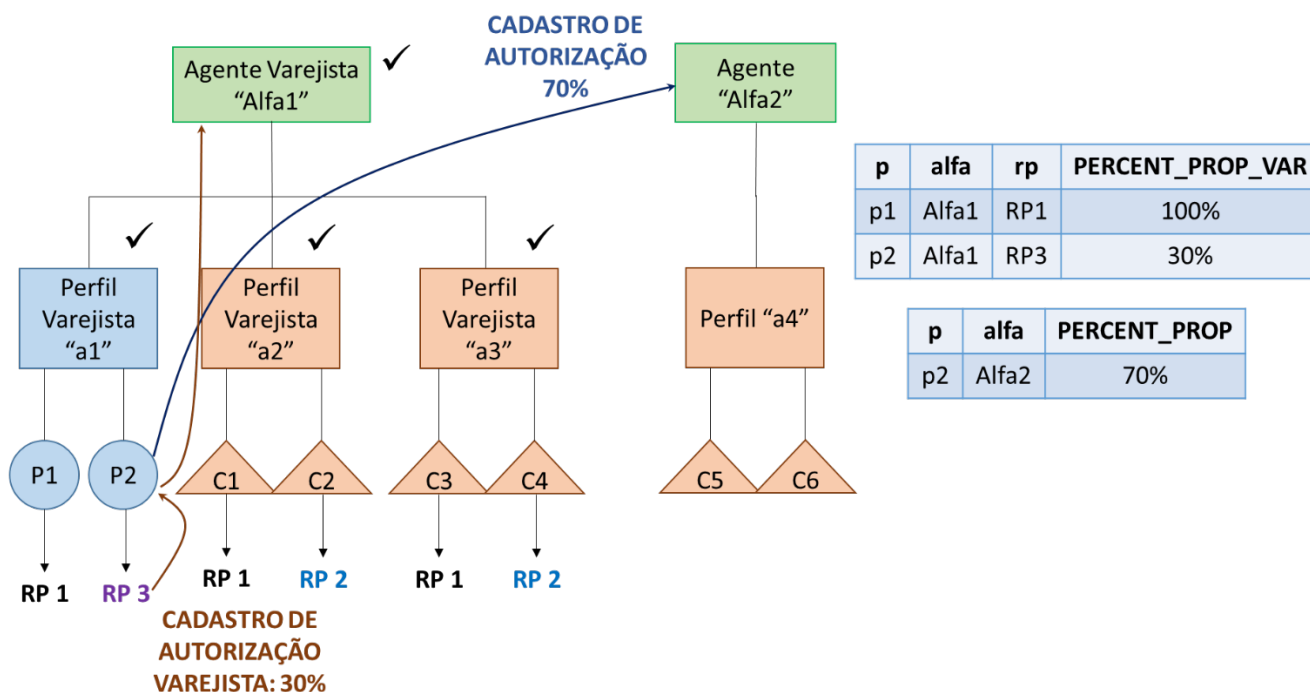 CADASTRO DE
AUTORIZAÇÃO
70%
Agente Varejista
“Alfa1”
Agente
“Alfa2”
p alfa rp PERCENT_PROP_VAR
p1 Alfa1 RP1 100%
p2 Alfa1 RP3 30%
p alfa PERCENT_PROP
p2 Alfa2 70%
Perfil
Varejista
“a1”
Perfil
Varejista
“a2”
Perfil
Varejista
“a3”
Perfil “a4”
P1 P2 C1 C2 C3 C4 C5 C6
RP 1 RP 3 RP 1 RP 2 RP 1 RP 2
CADASTRO DE
AUTORIZAÇÃO
VAREJISTA: 30%